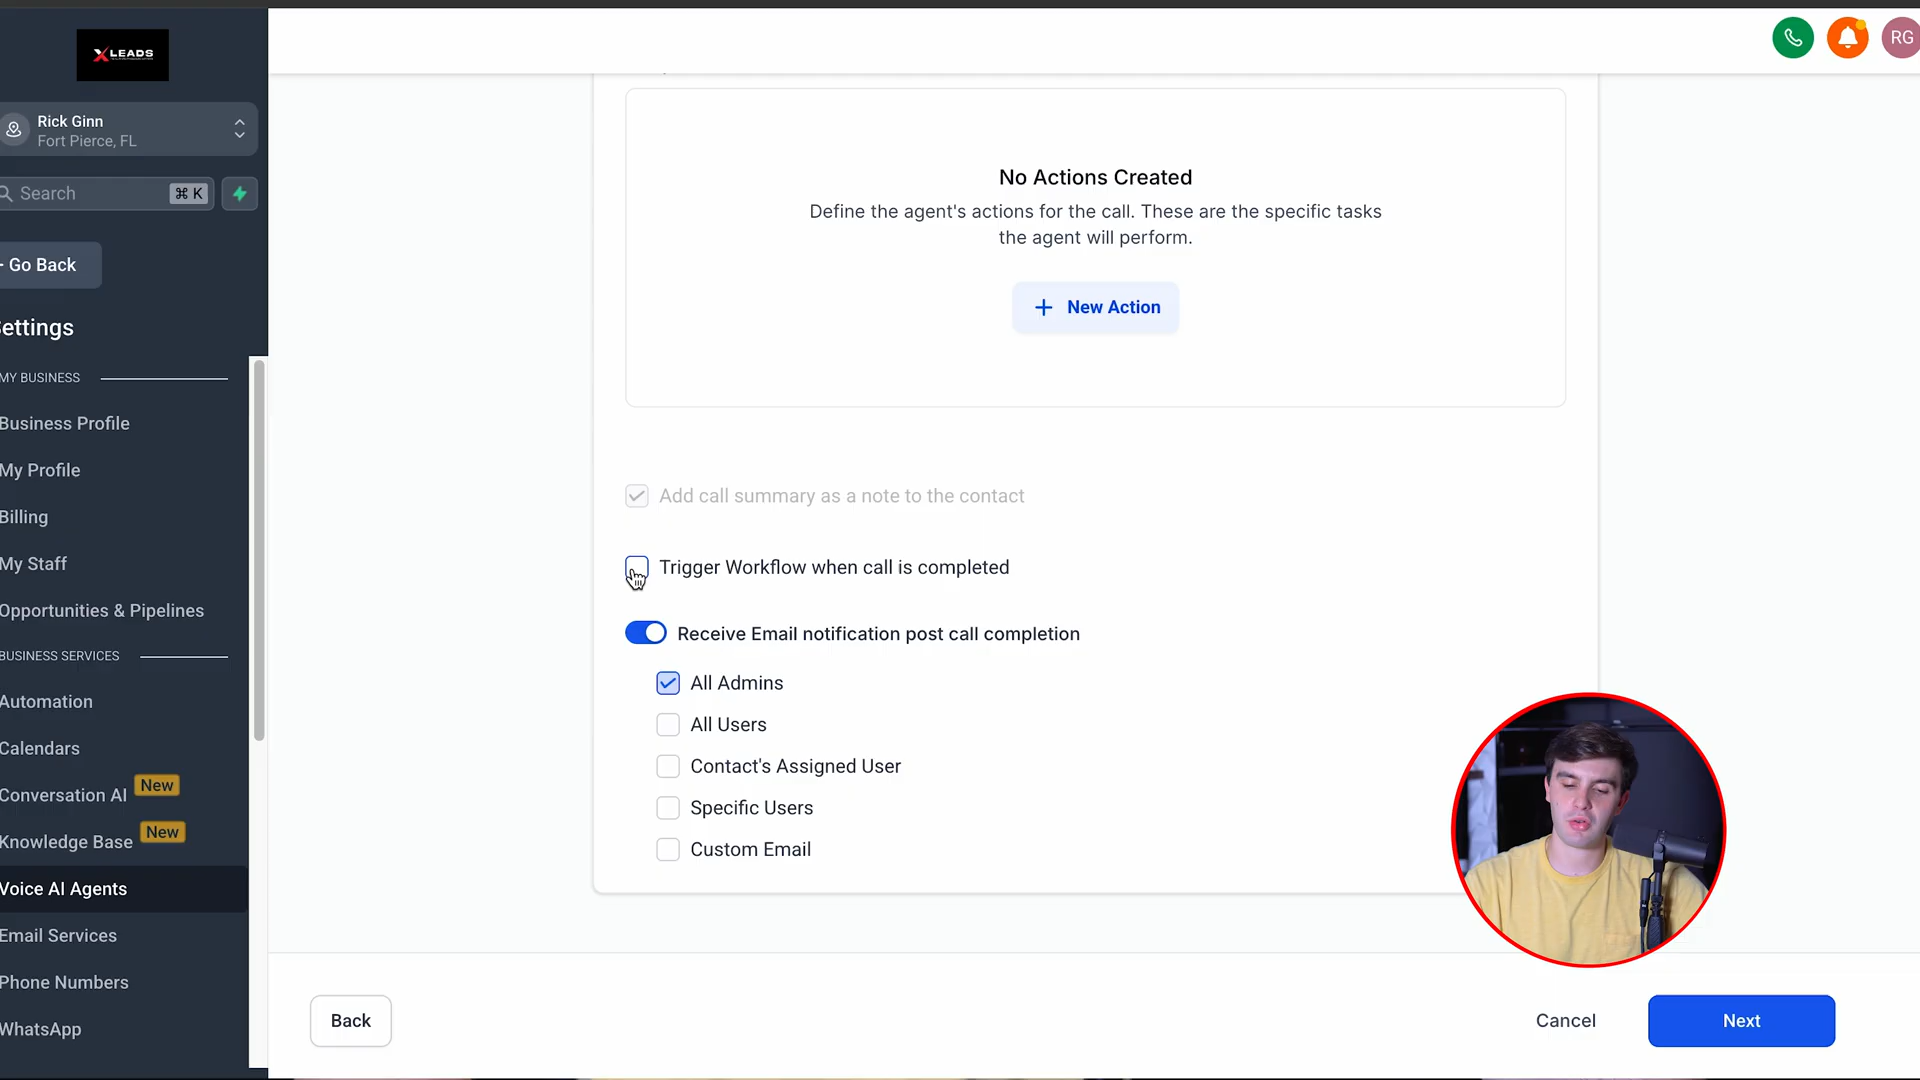 XLEADS
Rick Ginn
Fort Pierce, FL
Search
⌘ K
Go Back
ettings
MY BUSINESS
Business Profile
My Profile
Billing
My Staff
Opportunities & Pipelines
BUSINESS SERVICES
Automation
Calendars
Conversation AI New
Knowledge Base New
Voice AI Agents
Email Services
Phone Numbers
WhatsApp
RG
No Actions Created
Define the agent's actions for the call. These are the specific tasks
the agent will perform.
+ New Action
Add call summary as a note to the contact
Trigger Workflow when call is completed
Receive Email notification post call completion
All Admins
All Users
Contact's Assigned User
Specific Users
Custom Email
Back
Cancel
Next